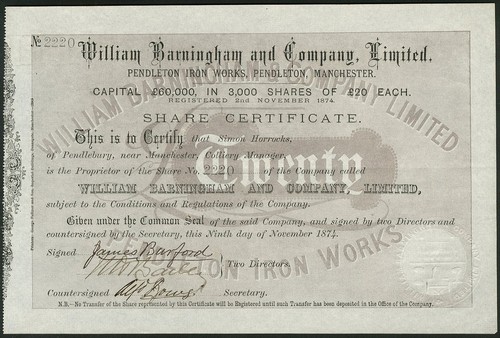 No. 2220
William Barningham and Company, Limited,
PENDLETON IRON WORKS, PENDLETON, MANCHESTER.
CAPITAL £60,000, IN 3,000 SHARES OF £20 EACH.
REGISTERED 2nd NOVEMBER 1874.
SHARE CERTIFICATE.
This is to Certify that Simon Horrocks,
of Pendlebury, near Manchester, Colliery Manager,
is the Proprietor of the Share No. 2220 of the Company called
WILLIAM BARNINGHAM AND COMPANY, LIMITED,
subject to the Conditions and Regulations of the Company.
Given under the Common Seal of the said Company, and signed by two Directors and
countersigned by the Secretary, this Ninth day of November 1874.
Signed James Burford
Two Directors.
Countersigned Secretary.
N.B.—No Transfer of the Share represented by this Certificate will be Registered until such Transfer has been deposited in the Office of the Company.
WILLIAM BARNINGHAM & COMPANY LIMITED
Twenty
PENDLETON IRON WORKS